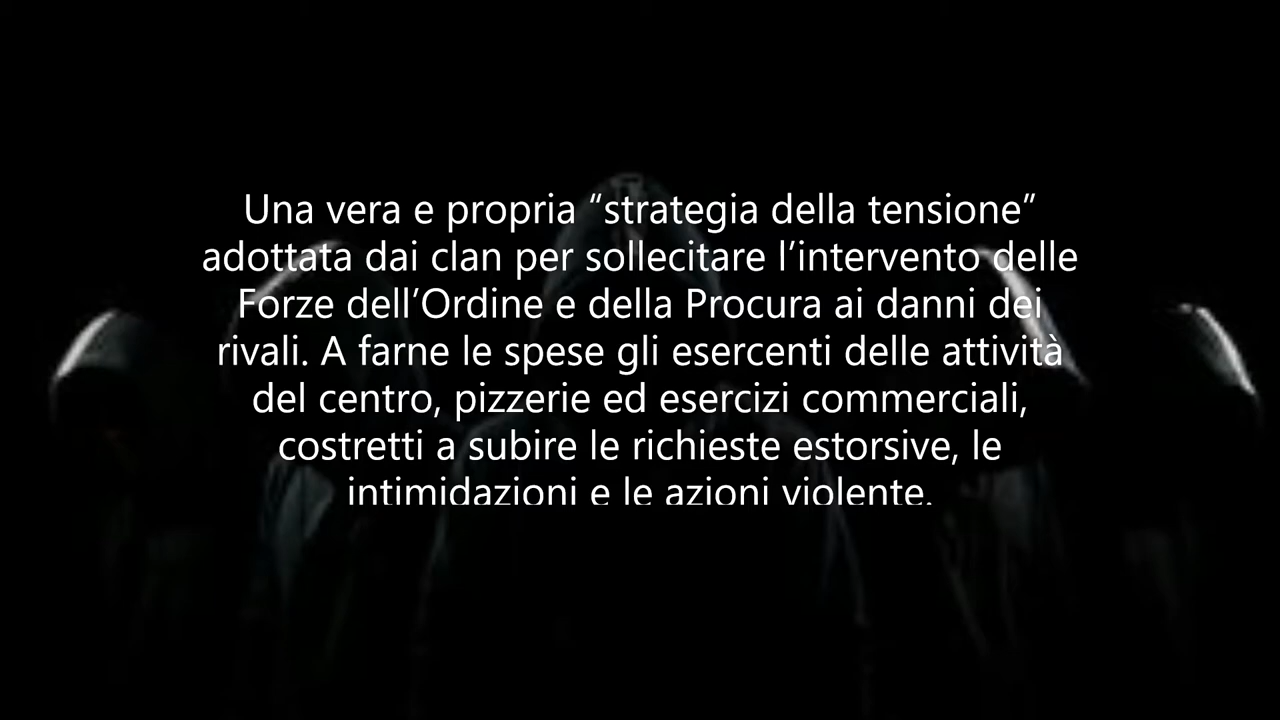 Una vera e propria “strategia della tensione”
adottata dai clan per sollecitare l’intervento delle
Forze dell’Ordine e della Procura ai danni dei
rivali. A farne le spese gli esercenti delle attività
del centro, pizzerie ed esercizi commerciali,
costretti a subire le richieste estorsive, le
intimidazioni e le azioni violente.